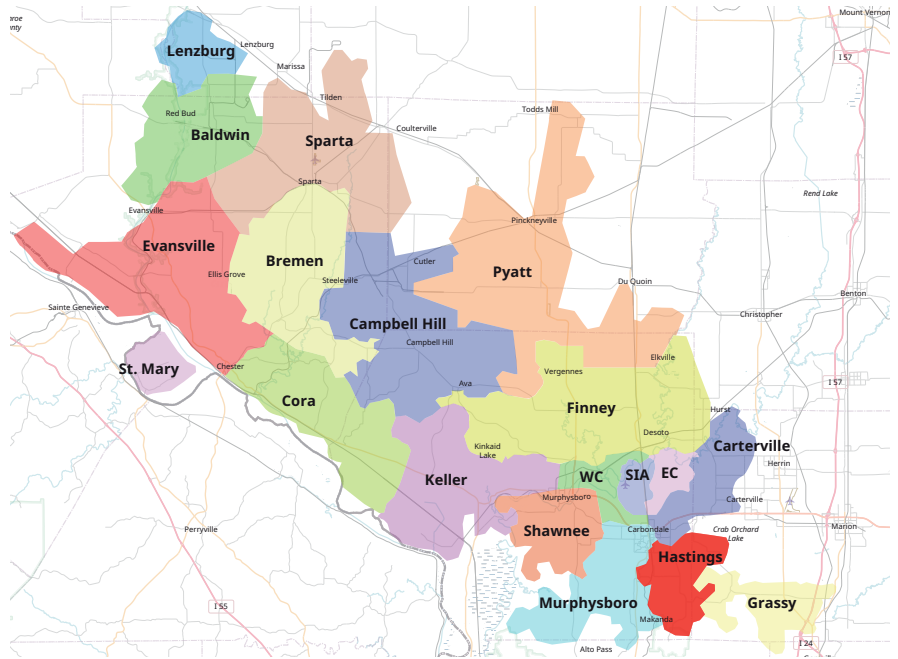 Mount Vernon
Lenzburg
Lenzburg
I 57
Marissa
Tilden
Todds Mill
Red Bud
Coulterville
Baldwin
Sparta
Sparta
Rend Lake
Evansville
Pinckneyville
Evansville
Bremen
Cutler
Pyatt
Ellis Grove
Steeleville
Du Quoin
Benton
Sainte Genevieve
Christopher
Campbell Hill
Campbell Hill
Elkville
St. Mary
Chester
Vergennes
I 57
Ava
Cora
Finney
Hurst
Desoto
Kinkaid
Lake
Carterville
Herrin
Keller
WC
SIA
EC
Murphysboro
Carterville
Perryville
Shawnee
Carbondale
Crab Orchard
Lake
Marion
Hastings
Murphysboro
Grassy
I 55
Makanda
Alto Pass
I 24